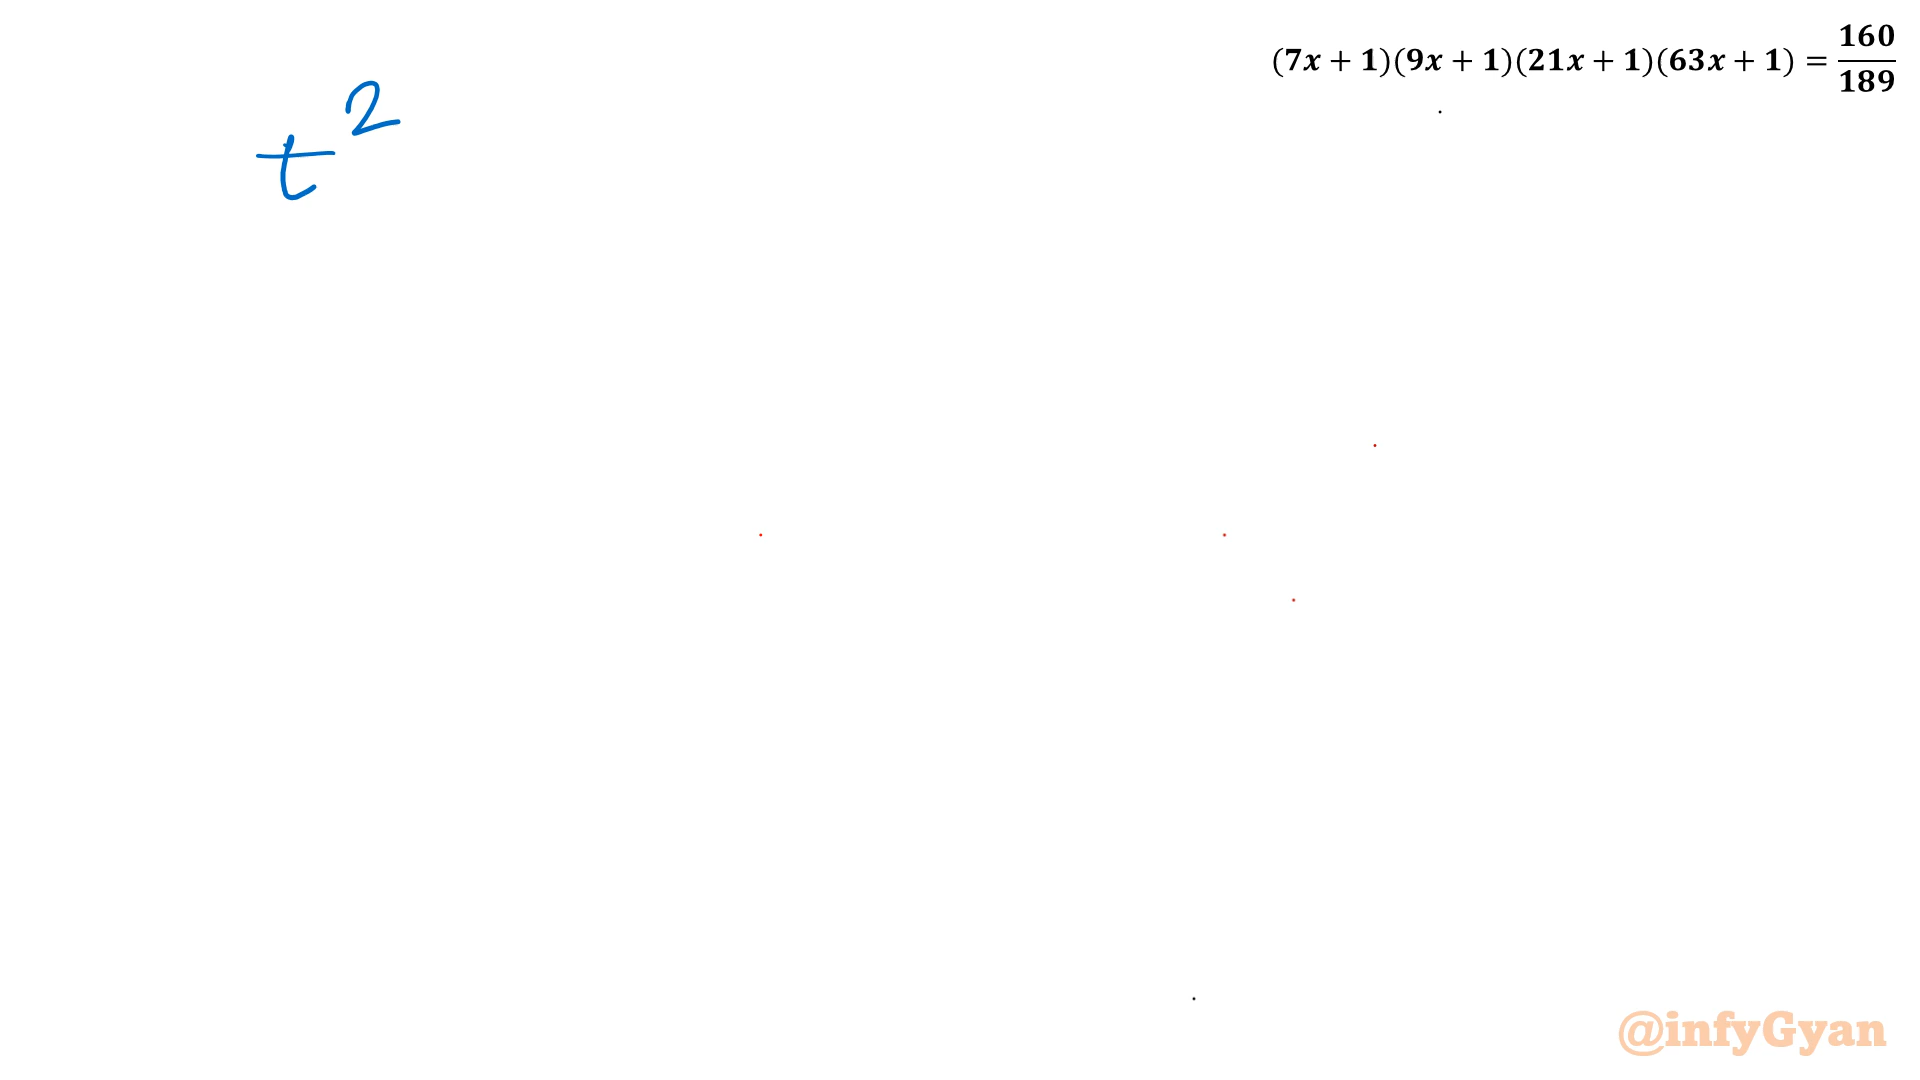 (7x + 1)(9x + 1)(21x + 1)(63x + 1) = 160/189
t²
@infyGyan